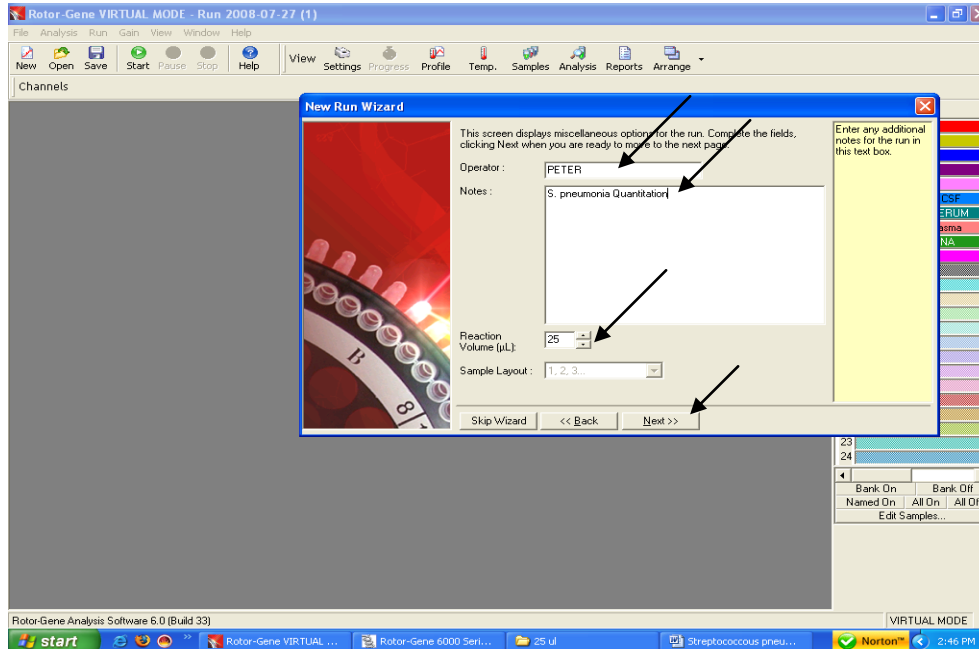 Rotor-Gene VIRTUAL MODE - Run 2008-07-27 (1)
File Analysis Run Gain View Window Help
New Open Save Start Pause Stop Help View Settings Progress Profile Temp. Samples Analysis Reports Arrange
Channels
New Run Wizard
This screen displays miscellaneous options for the run. Complete the fields,
clicking Next when you are ready to move to the next page.
Operator :
PETER
Notes :
S. pneumonia Quantitation
Reaction
Volume (µL):
25
Sample Layout :
1, 2, 3...
Skip Wizard
<< Back
Next >>
Enter any additional
notes for the run in
this text box.
B
8
CSF
ERUM
asma
NA
23
24
Bank On Bank Off
Named On All On All Of
Edit Samples...
Rotor-Gene Analysis Software 6.0 (Build 33)
VIRTUAL MODE
start
Rotor-Gene VIRTUAL ...
Rotor-Gene 6000 Seri...
25 ul
Streptococcous pneu...
Norton™
2:46 PM